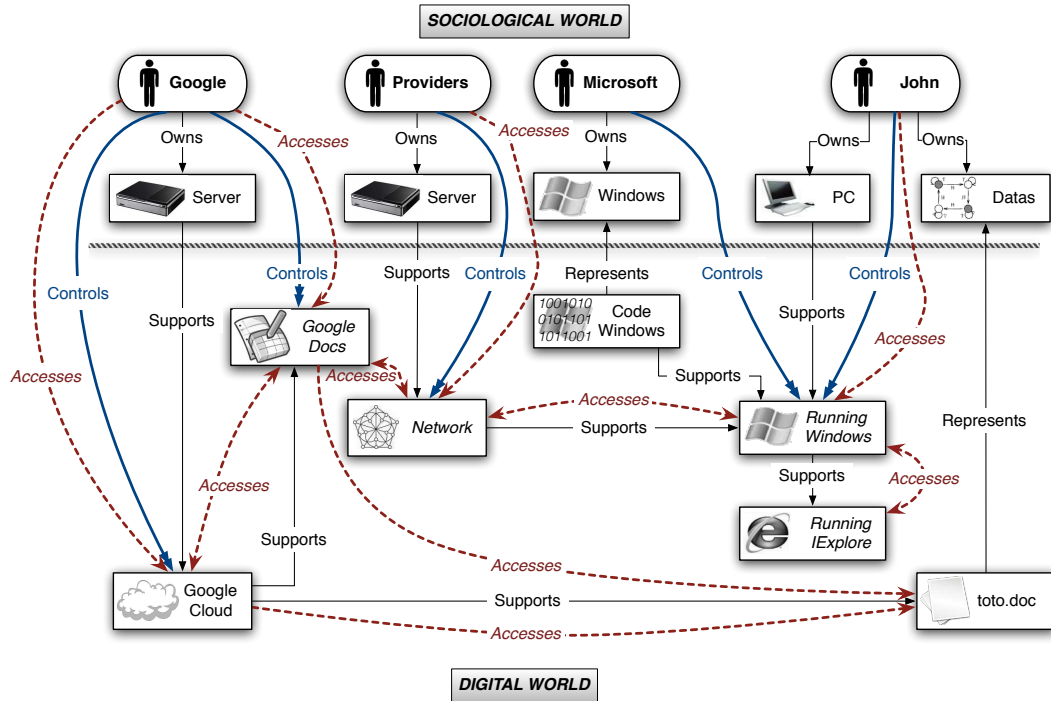 SOCIOLOGICAL WORLD
Google
Providers
Microsoft
John
Accesses
Accesses
Owns
Owns
Owns
Owns
Owns
Server
Server
Windows
PC
Datas
Controls
Supports
Controls
Supports
Controls
Represents
Controls
Controls
Supports
Accesses
1001010
0101101
1011001
Code
Windows
Google
Docs
Accesses
Accesses
Supports
Accesses
Network
Supports
Running
Windows
Represents
Accesses
Supports
Accesses
Running
IExplore
Supports
Accesses
Google
Cloud
Supports
toto.doc
Accesses
DIGITAL WORLD